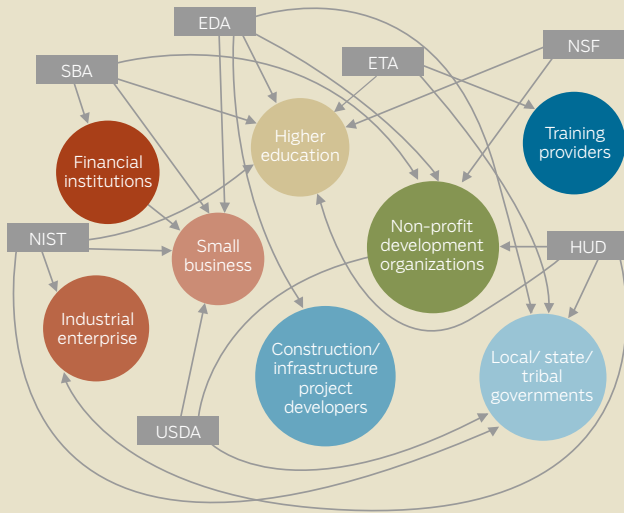 EDA
NSF
ETA
SBA
Higher
education
Training
providers
Financial
institutions
NIST
Small
business
Non-profit
development
organizations
HUD
Industrial
enterprise
Construction/
infrastructure
project
developers
Local/ state/
tribal
governments
USDA